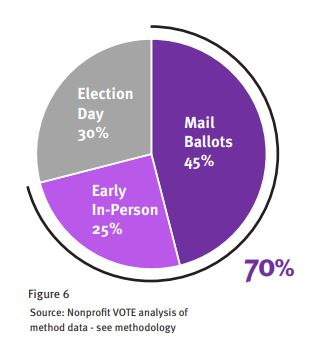 Election
Day
30%
Mail
Ballots
45%
Early
In-Person
25%
70%
Figure 6
Source: Nonprofit VOTE analysis of
method data - see methodology